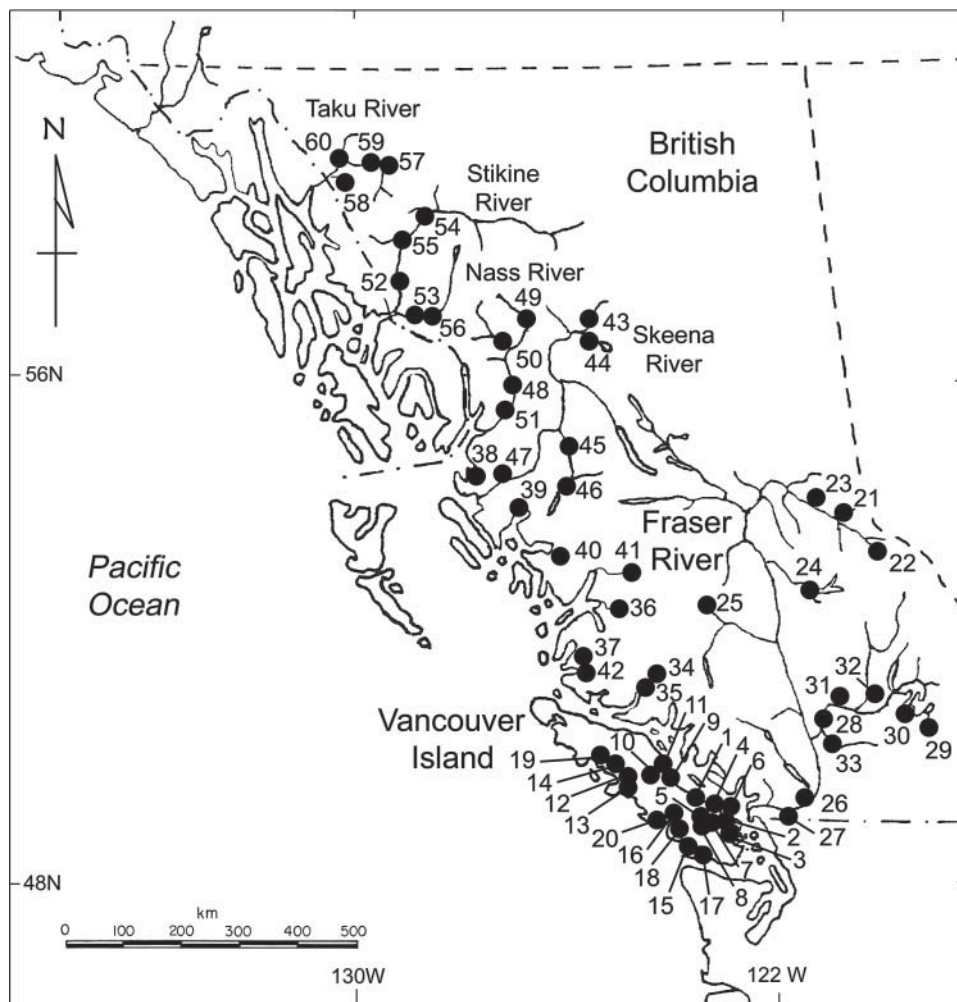 Taku River
N
60
59
57
British
Columbia
58
Stikine
River
54
55
Nass River
52
53
49
43
56
Skeena
River
50
44
56N
48
51
38
47
45
23
21
39
46
Fraser
River
22
40
41
24
Pacific
Ocean
25
36
37
34
32
42
35
31
11
Vancouver
Island
9
28
30
10
1
4
29
19
6
33
14
5
12
26
13
2
27
20
16
3
7
18
8
15
17
48N
km
0 100 200 300 400 500
130W
122 W